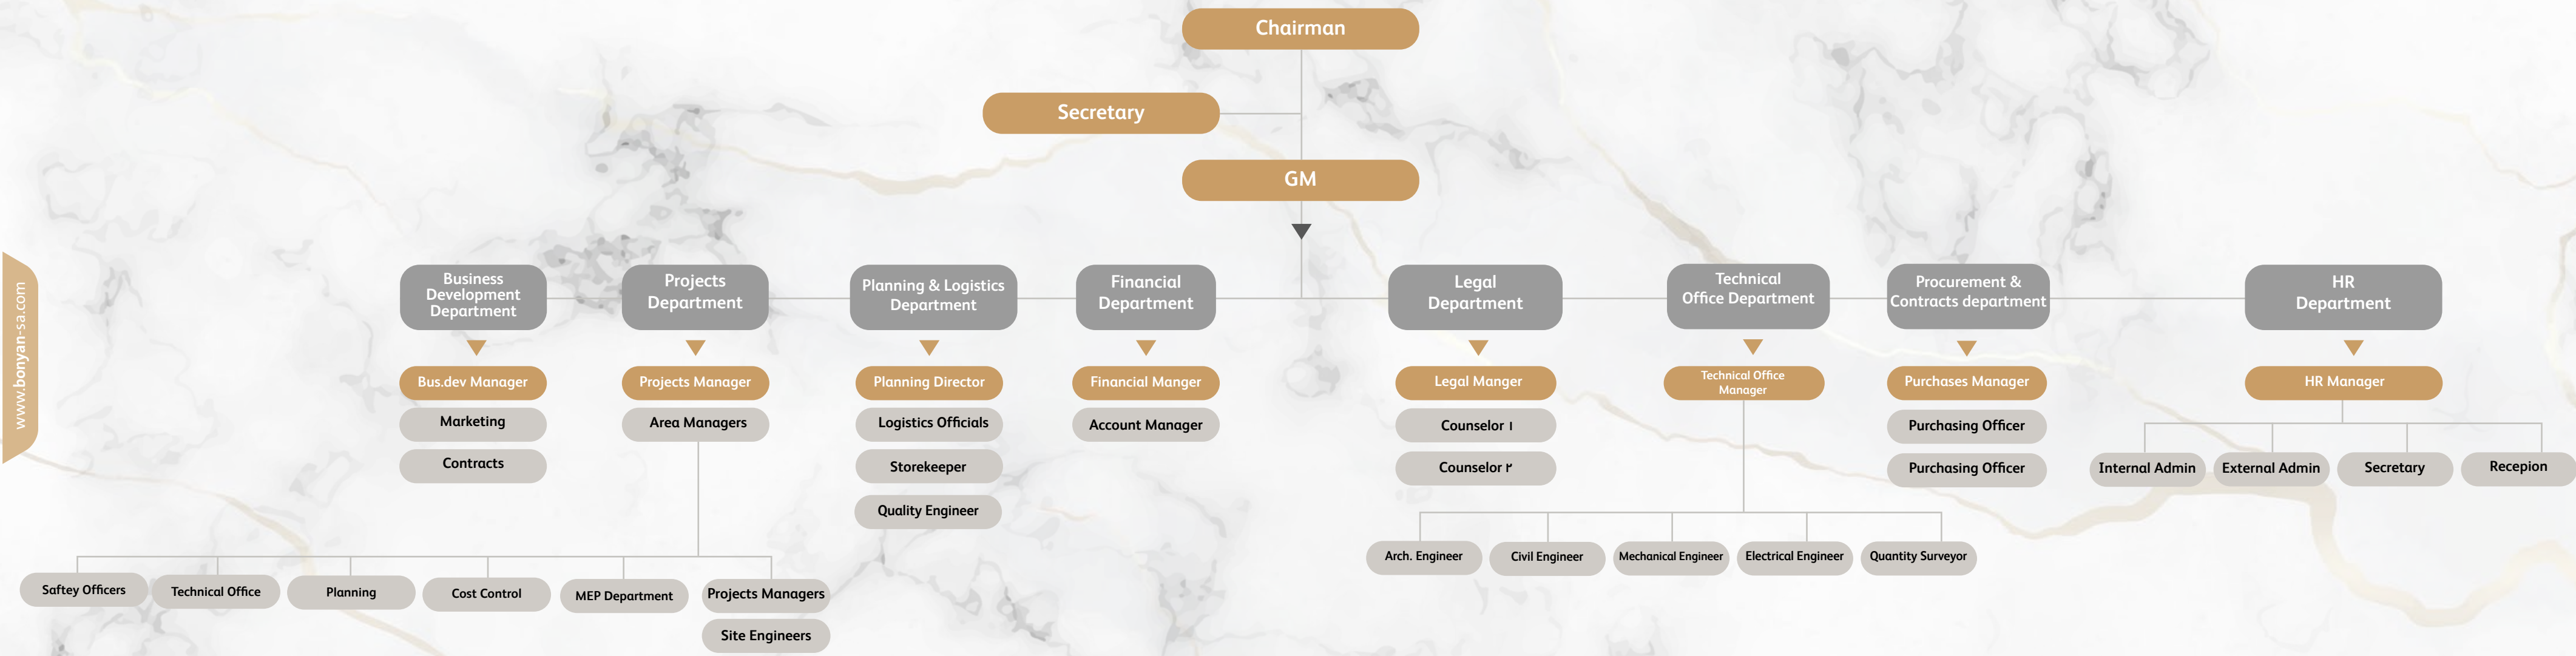 Chairman
Secretary
GM
www.bonyan-sa.com
Business
Development
Department
Projects
Department
Planning & Logistics
Department
Financial
Department
Legal
Department
Technical
Office Department
Procurement &
Contracts department
HR
Department
Bus.dev Manager
Projects Manager
Planning Director
Financial Manger
Legal Manger
Technical Office
Manager
Purchases Manager
HR Manager
Marketing
Contracts
Area Managers
Logistics Officials
Storekeeper
Quality Engineer
Account Manager
Counselor ١
Counselor ٢
Purchasing Officer
Purchasing Officer
Internal Admin
External Admin
Secretary
Recepion
Arch. Engineer
Civil Engineer
Mechanical Engineer
Electrical Engineer
Quantity Surveyor
Saftey Officers
Technical Office
Planning
Cost Control
MEP Department
Projects Managers
Site Engineers